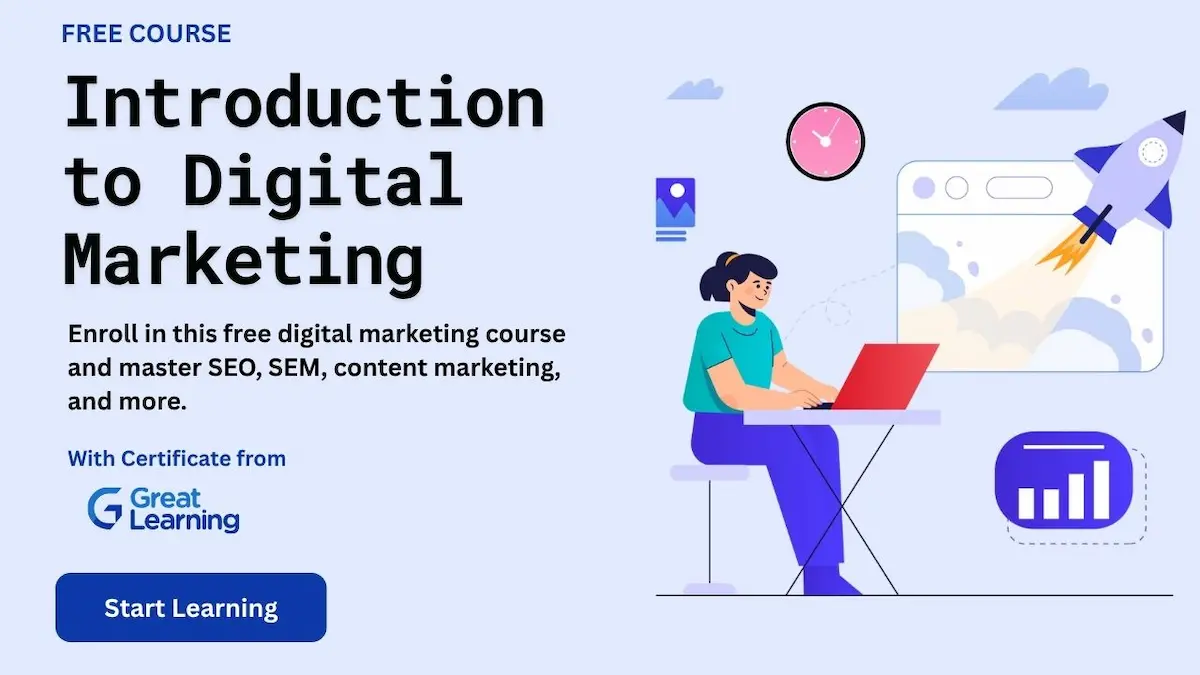 FREE COURSE
Introduction
to Digital
Marketing
Enroll in this free digital marketing course
and master SEO, SEM, content marketing,
and more.
With Certificate from
Great
Learning
Start Learning